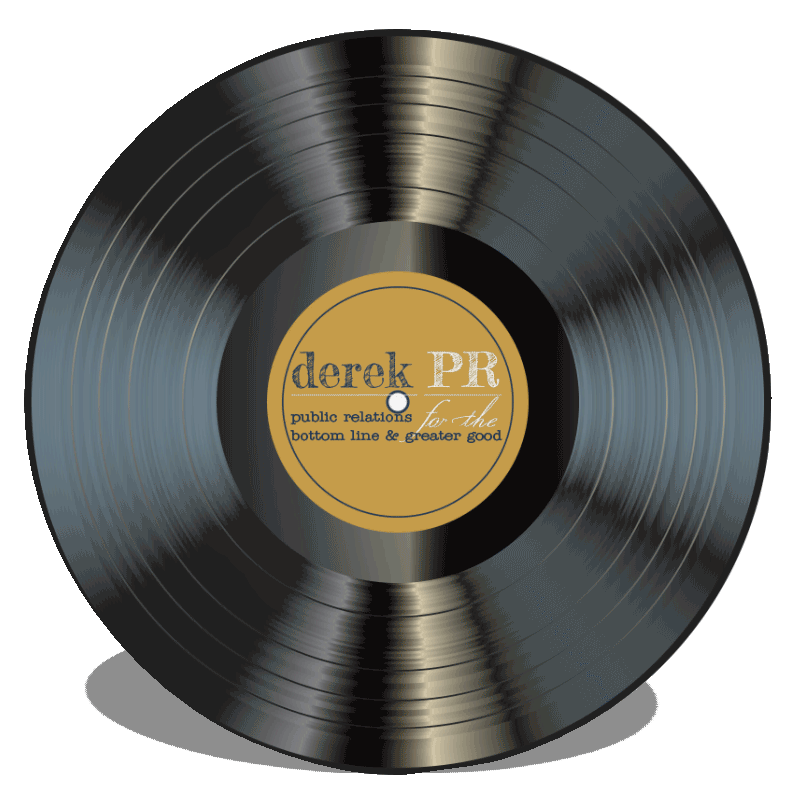 derek PR
public relations for the
bottom line & greater good